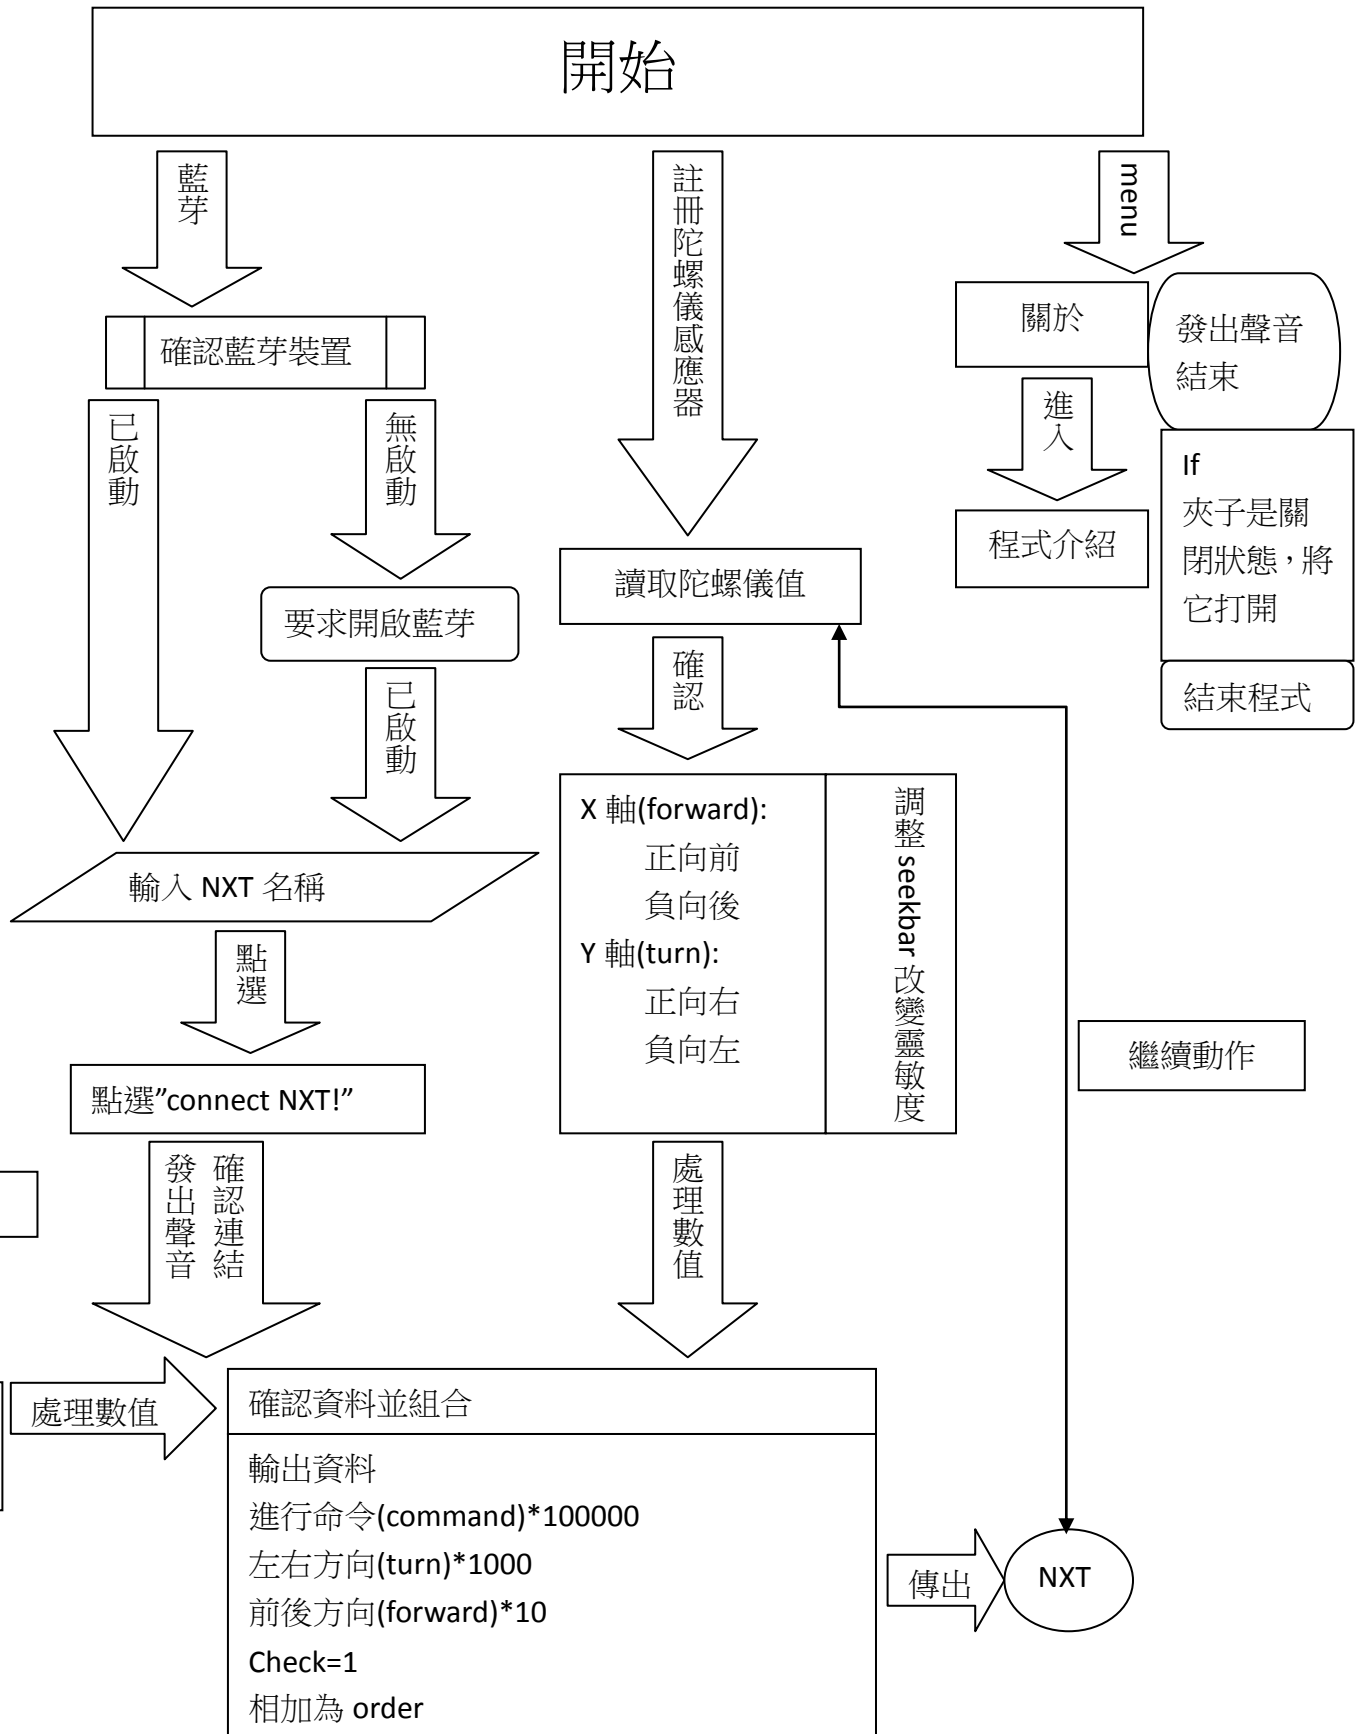 開始
藍芽
註冊陀螺儀感應器
menu
確認藍芽裝置
關於
發出聲音
結束
已啟動
無啟動
進入
If
夾子是關
閉狀態，將
它打開
程式介紹
結束程式
要求開啟藍芽
讀取陀螺儀值
已啟動
確認
輸入 NXT 名稱
X 軸(forward):
正向前
負向後
Y 軸(turn):
正向右
負向左
調整 seekbar 改變靈敏度
點選
點選”connect NXT!”
繼續動作
確認連結
發出聲音
處理數值
處理數值
確認資料並組合
輸出資料
進行命令(command)*100000
左右方向(turn)*1000
前後方向(forward)*10
Check=1
相加為 order
傳出
NXT